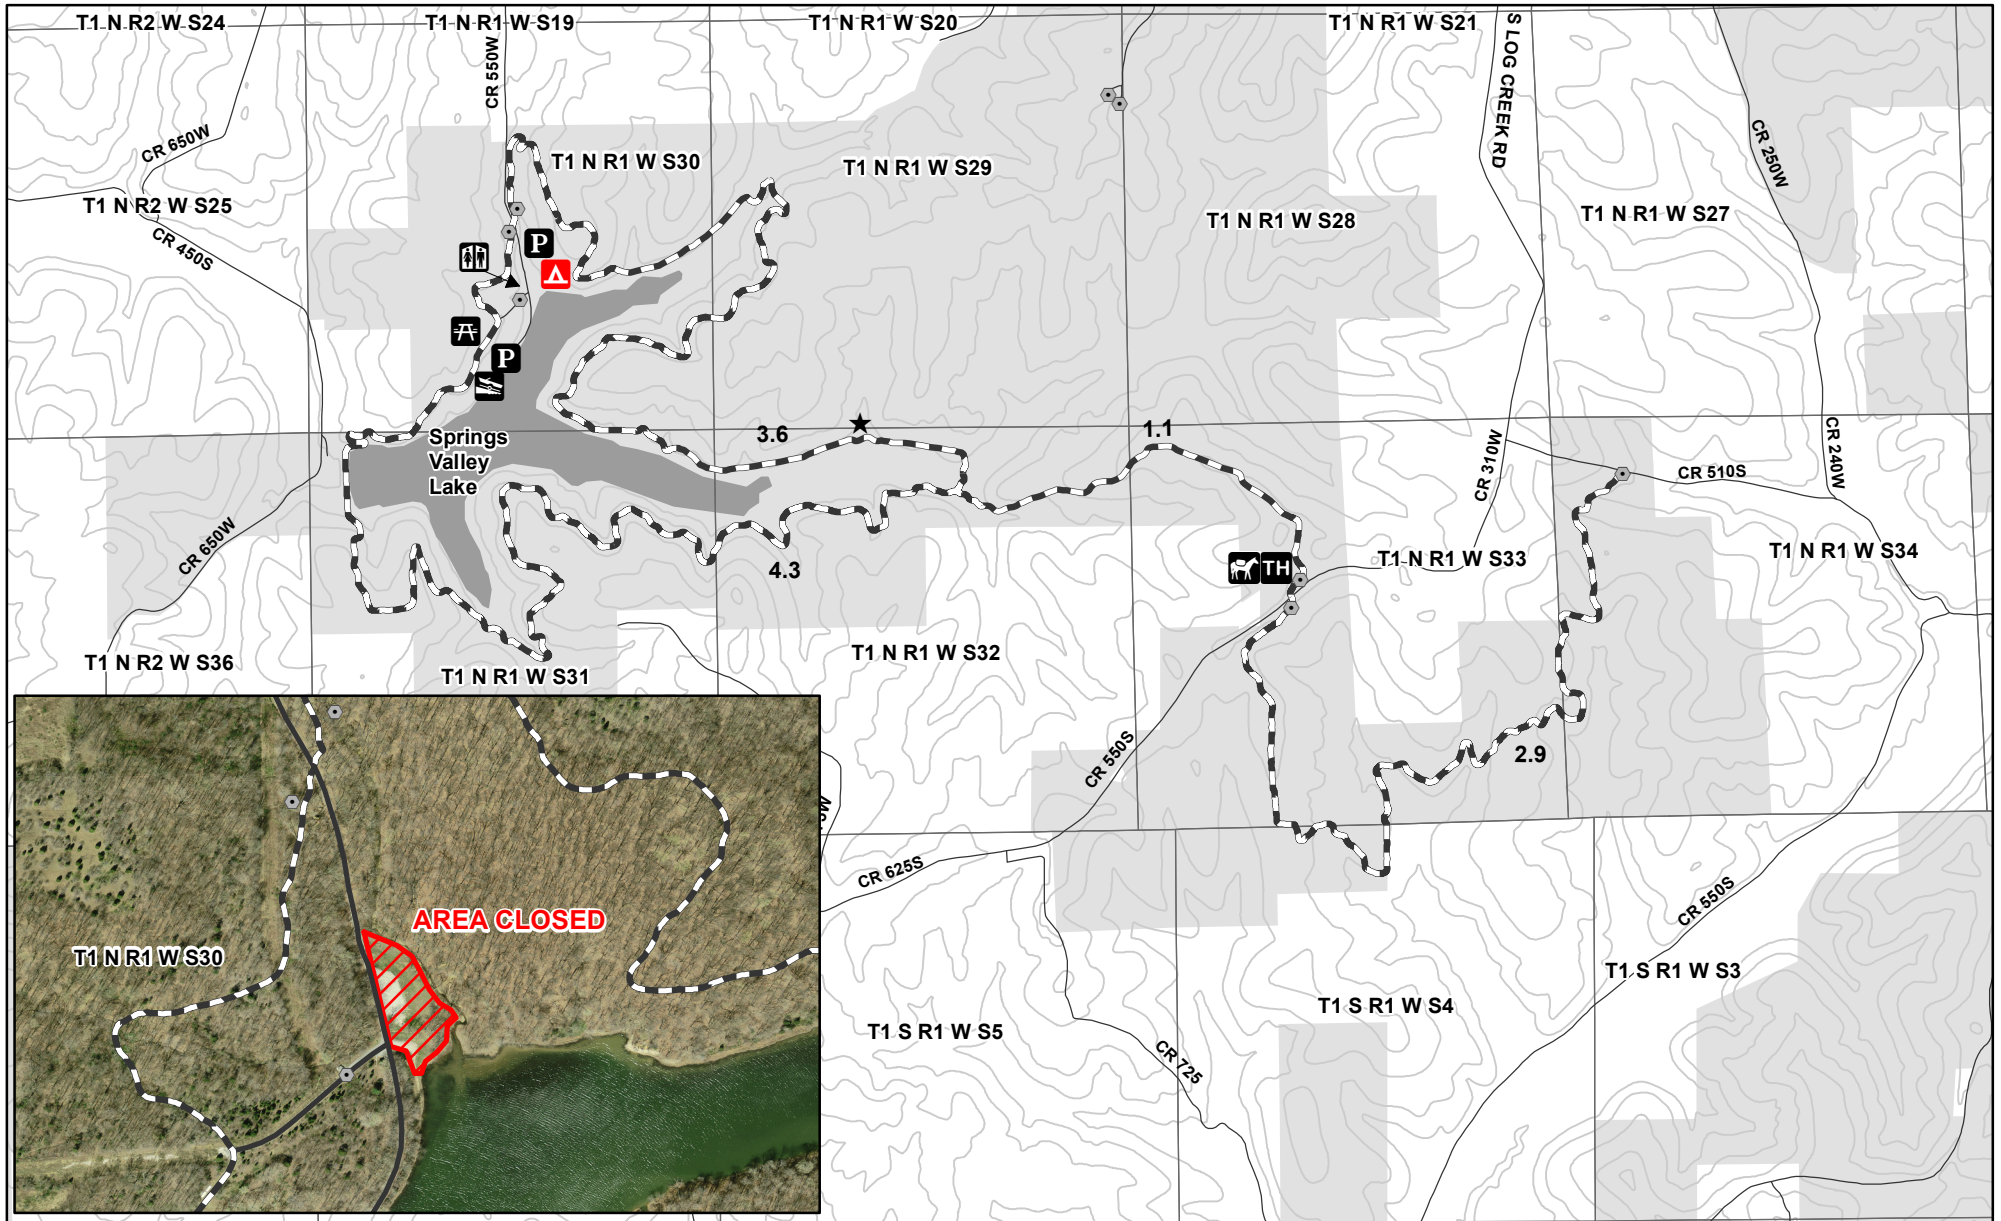 T1 N R2 W S24
T1 N R1 W S19
T1 N R1 W S20
T1 N R1 W S21
CR 550W
S LOG CREEK RD
CR 650W
CR 250W
T1 N R1 W S30
T1 N R1 W S29
T1 N R2 W S25
T1 N R1 W S28
T1 N R1 W S27
CR 450S
P
P
Springs
Valley
Lake
3.6
1.1
CR 310W
CR 510S
CR 240W
CR 650W
4.3
TH
T1 N R1 W S33
T1 N R1 W S34
T1 N R2 W S36
T1 N R1 W S31
T1 N R1 W S32
CR 550S
2.9
CR 625S
CR 550S
AREA CLOSED
T1 N R1 W S30
T1 S R1 W S3
T1 S R1 W S4
T1 S R1 W S5
CR 725